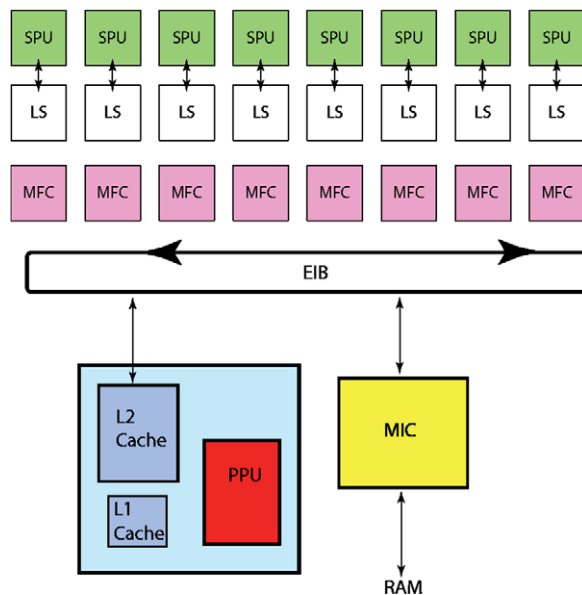 SPU SPU SPU SPU SPU SPU SPU SPU
LS LS LS LS LS LS LS LS
MFC MFC MFC MFC MFC MFC MFC MFC
EIB
L2
Cache
PPU
L1
Cache
MIC
RAM